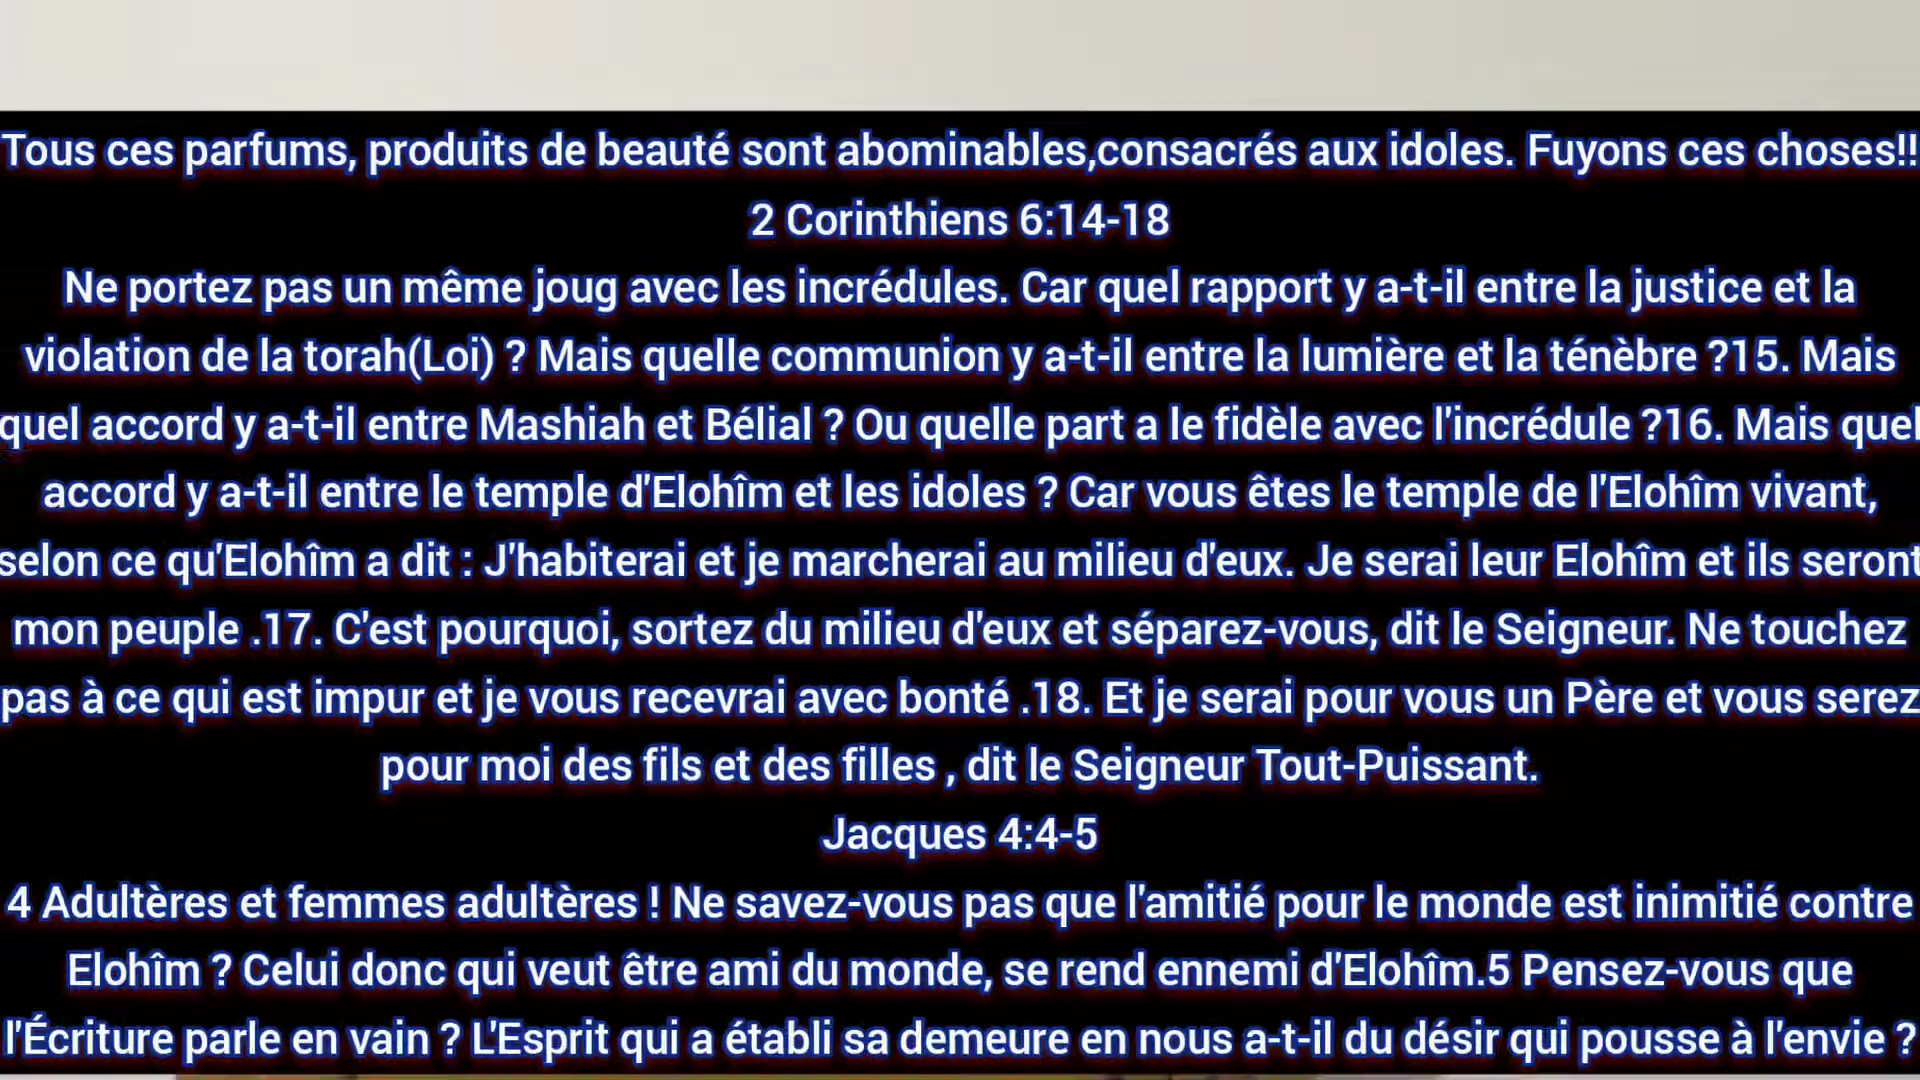 Tous ces parfums, produits de beauté sont abominables,consacrés aux idoles. Fuyons ces choses!!
2 Corinthiens 6:14-18
Ne portez pas un même joug avec les incrédules. Car quel rapport y a-t-il entre la justice et la
violation de la torah(Loi) ? Mais quelle communion y a-t-il entre la lumière et la ténèbre ?15. Mais
quel accord y a-t-il entre Mashiah et Bélial ? Ou quelle part a le fidèle avec l'incrédule ?16. Mais quel
accord y a-t-il entre le temple d'Elohîm et les idoles ? Car vous êtes le temple de l'Elohîm vivant,
selon ce qu'Elohîm a dit : J'habiterai et je marcherai au milieu d'eux. Je serai leur Elohîm et ils seront
mon peuple .17. C'est pourquoi, sortez du milieu d'eux et séparez-vous, dit le Seigneur. Ne touchez
pas à ce qui est impur et je vous recevrai avec bonté .18. Et je serai pour vous un Père et vous serez
pour moi des fils et des filles , dit le Seigneur Tout-Puissant.
Jacques 4:4-5
4 Adultères et femmes adultères ! Ne savez-vous pas que l'amitié pour le monde est inimitié contre
Elohîm ? Celui donc qui veut être ami du monde, se rend ennemi d'Elohîm.5 Pensez-vous que
l'Écriture parle en vain ? L'Esprit qui a établi sa demeure en nous a-t-il du désir qui pousse à l'envie ?